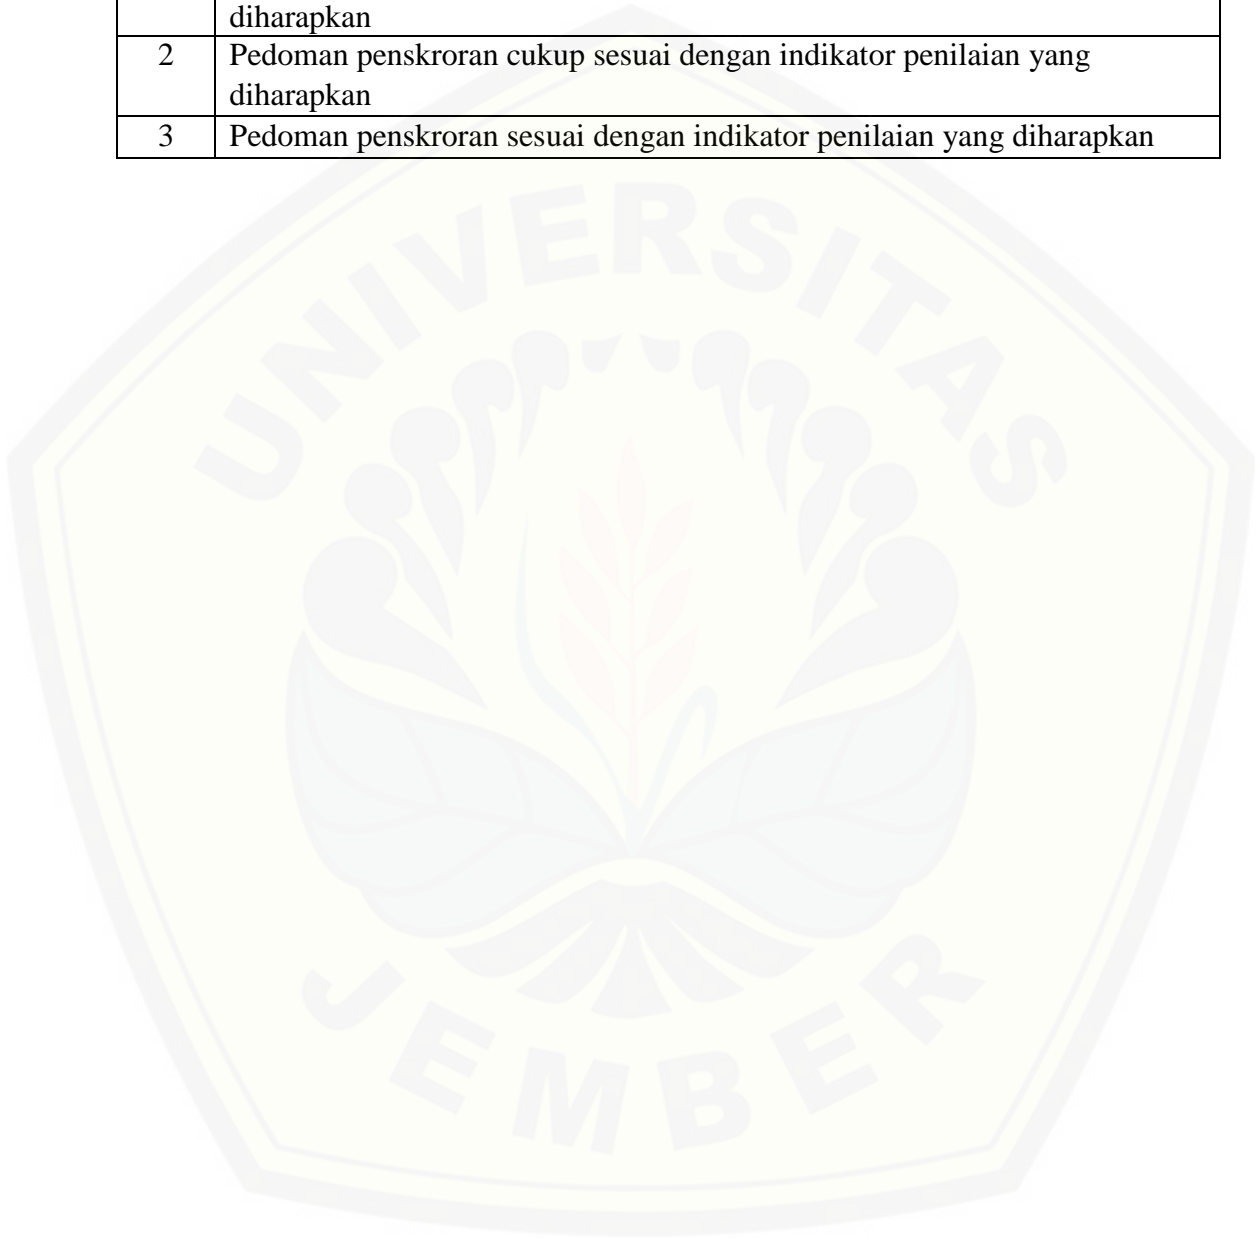 diharapkan
2 Pedoman penskroran cukup sesuai dengan indikator penilaian yang
diharapkan
3 Pedoman penskroran sesuai dengan indikator penilaian yang diharapkan
UNIVERSITAS
JEMBER